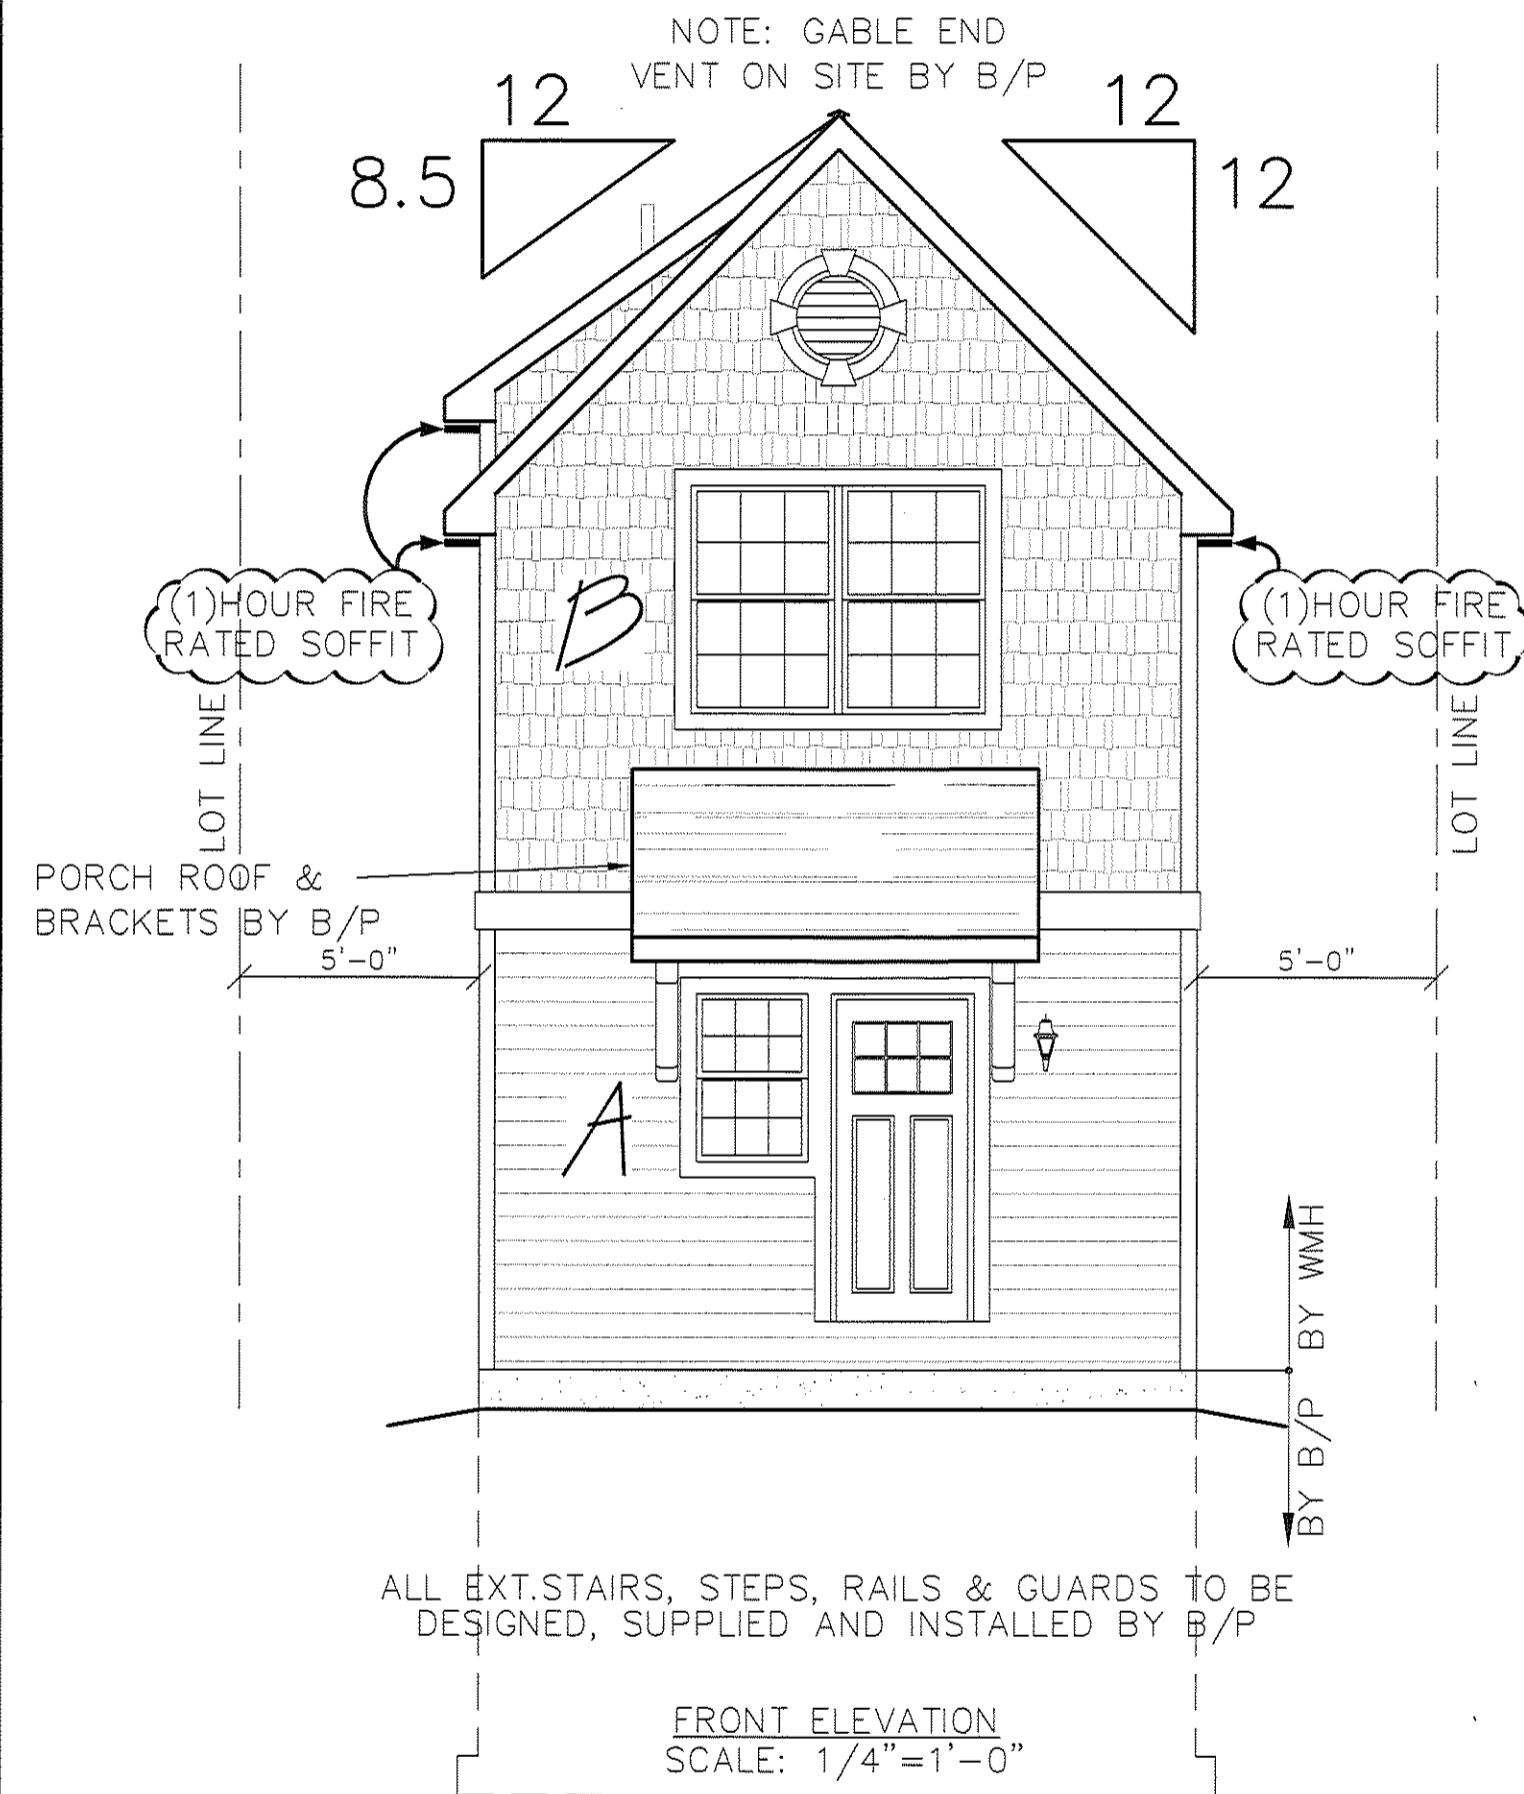 NOTE: GABLE END
VENT ON SITE BY B/P
12
12
8.5
12
(1)HOUR FIRE
RATED SOFFIT
(1)HOUR FIRE
RATED SOFFIT
B
LOT LINE
LOT LINE
PORCH ROOF &
BRACKETS BY B/P
5'-0"
5'-0"
A
BY WMH
BY B/P
ALL EXT.STAIRS, STEPS, RAILS & GUARDS TO BE
DESIGNED, SUPPLIED AND INSTALLED BY B/P
FRONT ELEVATION
SCALE: 1/4"=1'-0"